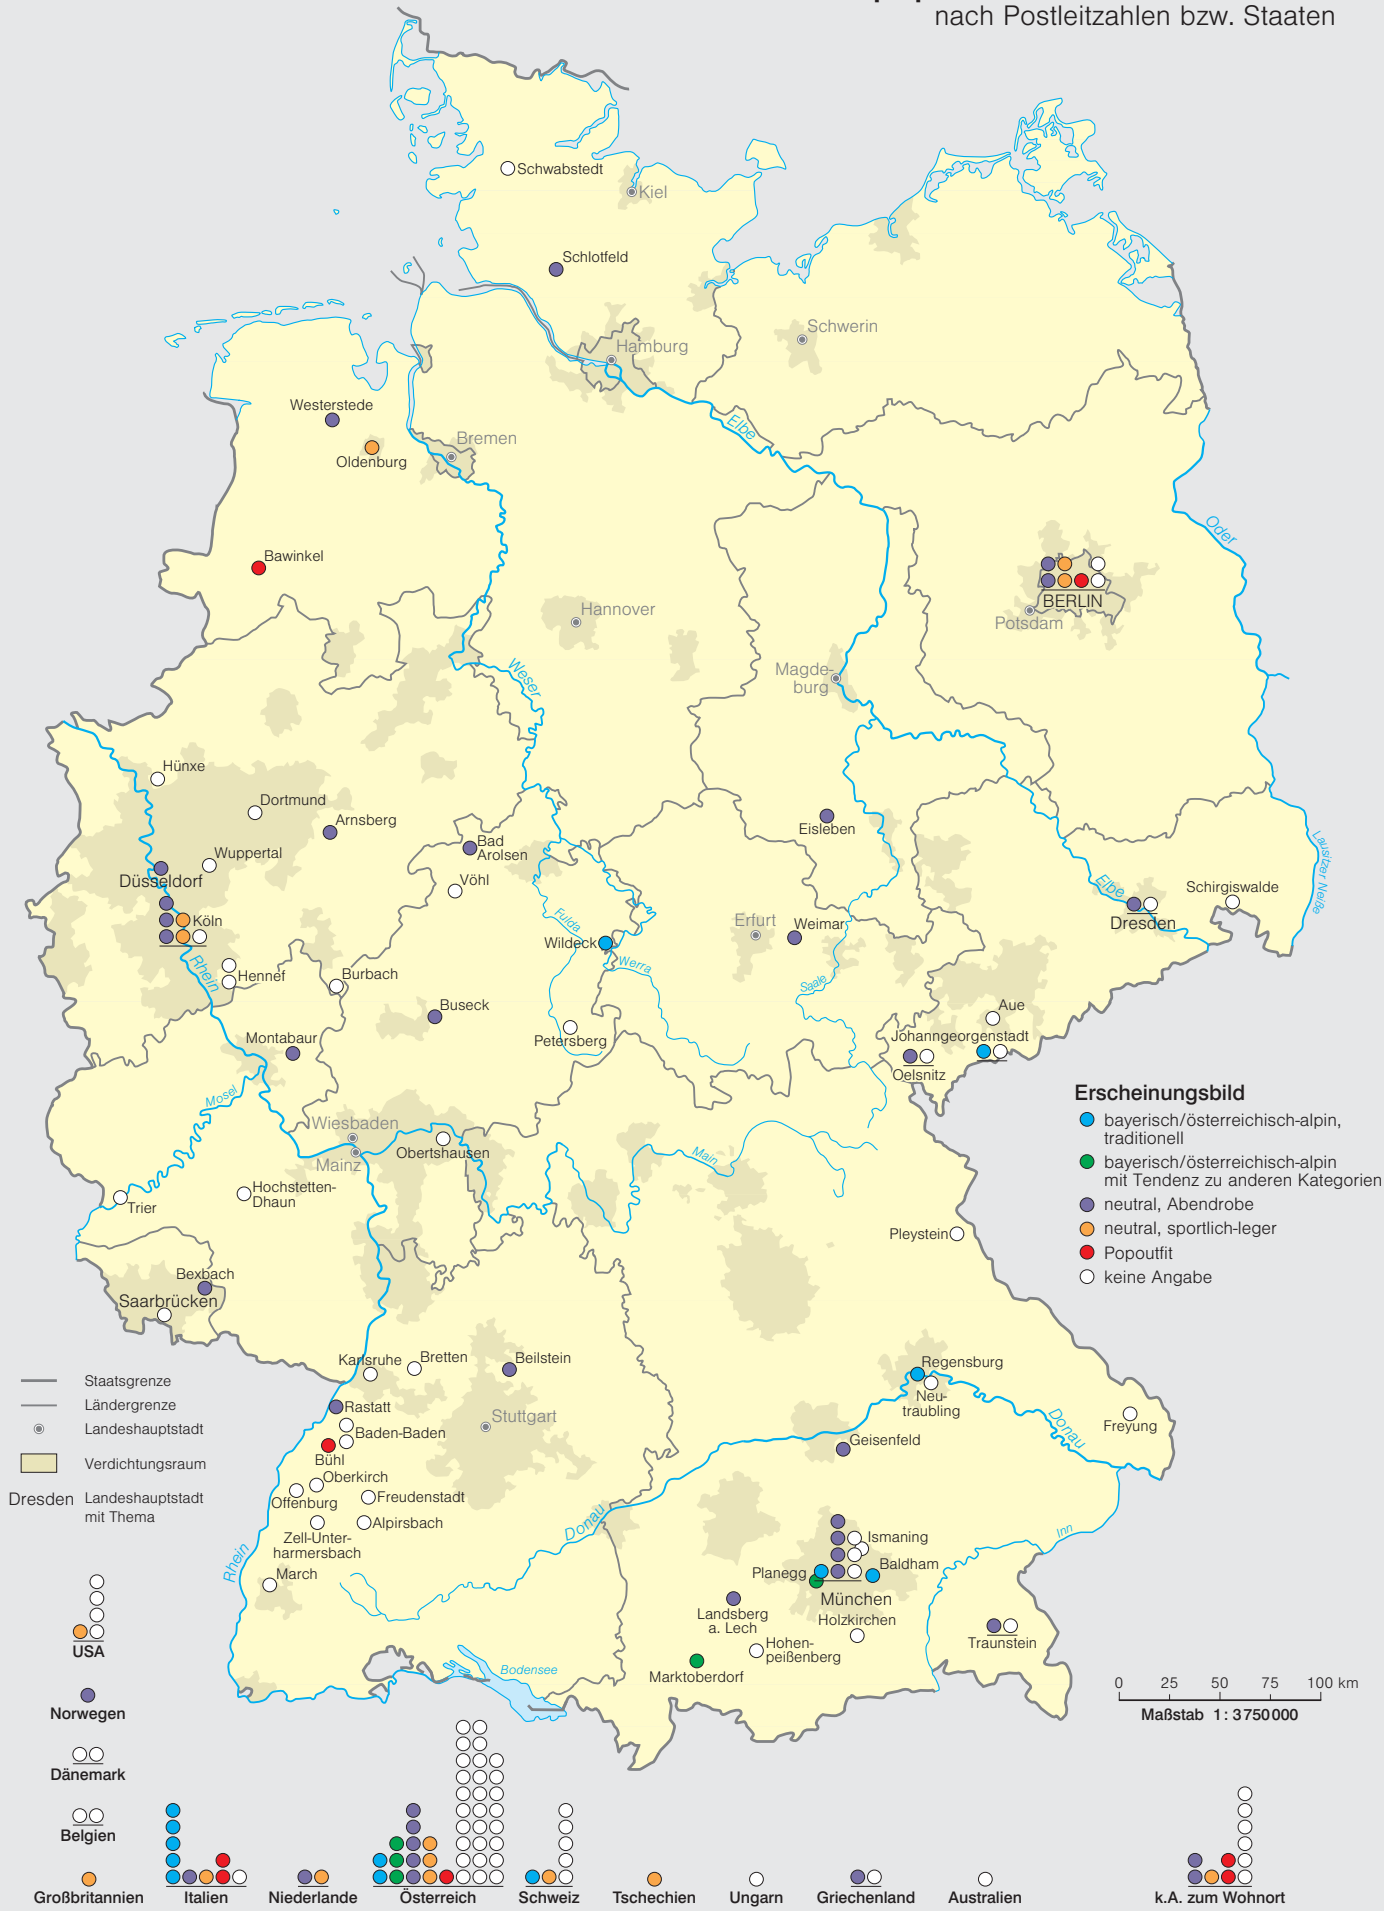 nach Postleitzahlen bzw. Staaten
Schwabstedt
Kiel
Schlotfeld
Schwerin
Hamburg
Westerstede
Elbe
Bremen
Oldenburg
Oder
Bawinkel
BERLIN
Hannover
Potsdam
Weser
Magde-
burg
Hünxe
Dortmund
Arnsberg
Eisleben
Bad
Arolsen
Wuppertal
Düsseldorf
Völ
Lausitzer Neiße
Elbe
Schirgiswalde
Köln
Fulda
Erfurt
Weimar
Dresden
Wildeck
Rhein
Hennef
Burbach
Werra
Saale
Buseck
Aue
Petersberg
Johanngeorgenstadt
Montabaur
Oelsnitz
Mosel
Erscheinungsbild
bayerisch/österreichisch-alpin,
traditionell
bayerisch/österreichisch-alpin
mit Tendenz zu anderen Kategorien
neutral, Abendrobe
neutral, sportlich-leger
Popoutfit
keine Angabe
Wiesbaden
Mainz
Obertshausen
Main
Hochstetten-
Dhaun
Trier
Pleystein
Bexbach
Saarbrücken
Karlsruhe
Bretten
Beilstein
Regensburg
Neu-
traubling
Staatsgrenze
Ländergrenze
Landeshauptstadt
Verdichtungsraum
Dresden
Landeshauptstadt
mit Thema
Rastatt
Baden-Baden
Bühl
Stuttgart
Donau
Freyung
Geisenfeld
Oberkirch
Offenburg
Freudenstadt
Alpirsbach
Zell-Unter-
harmersbach
Donau
Inn
Rhein
March
Ismaning
Baldham
Planegg
München
Landsberg
a. Lech
Holzkirchen
Hohen-
peißenberg
Traunstein
Marktoberdorf
Bodensee
0 25 50 75 100 km
Maßstab 1 : 3750000
USA
Norwegen
Dänemark
Belgien
Großbritannien
Italien
Niederlande
Österreich
Schweiz
Tschechien
Ungarn
Griechenland
Australien
k.A. zum Wohnort